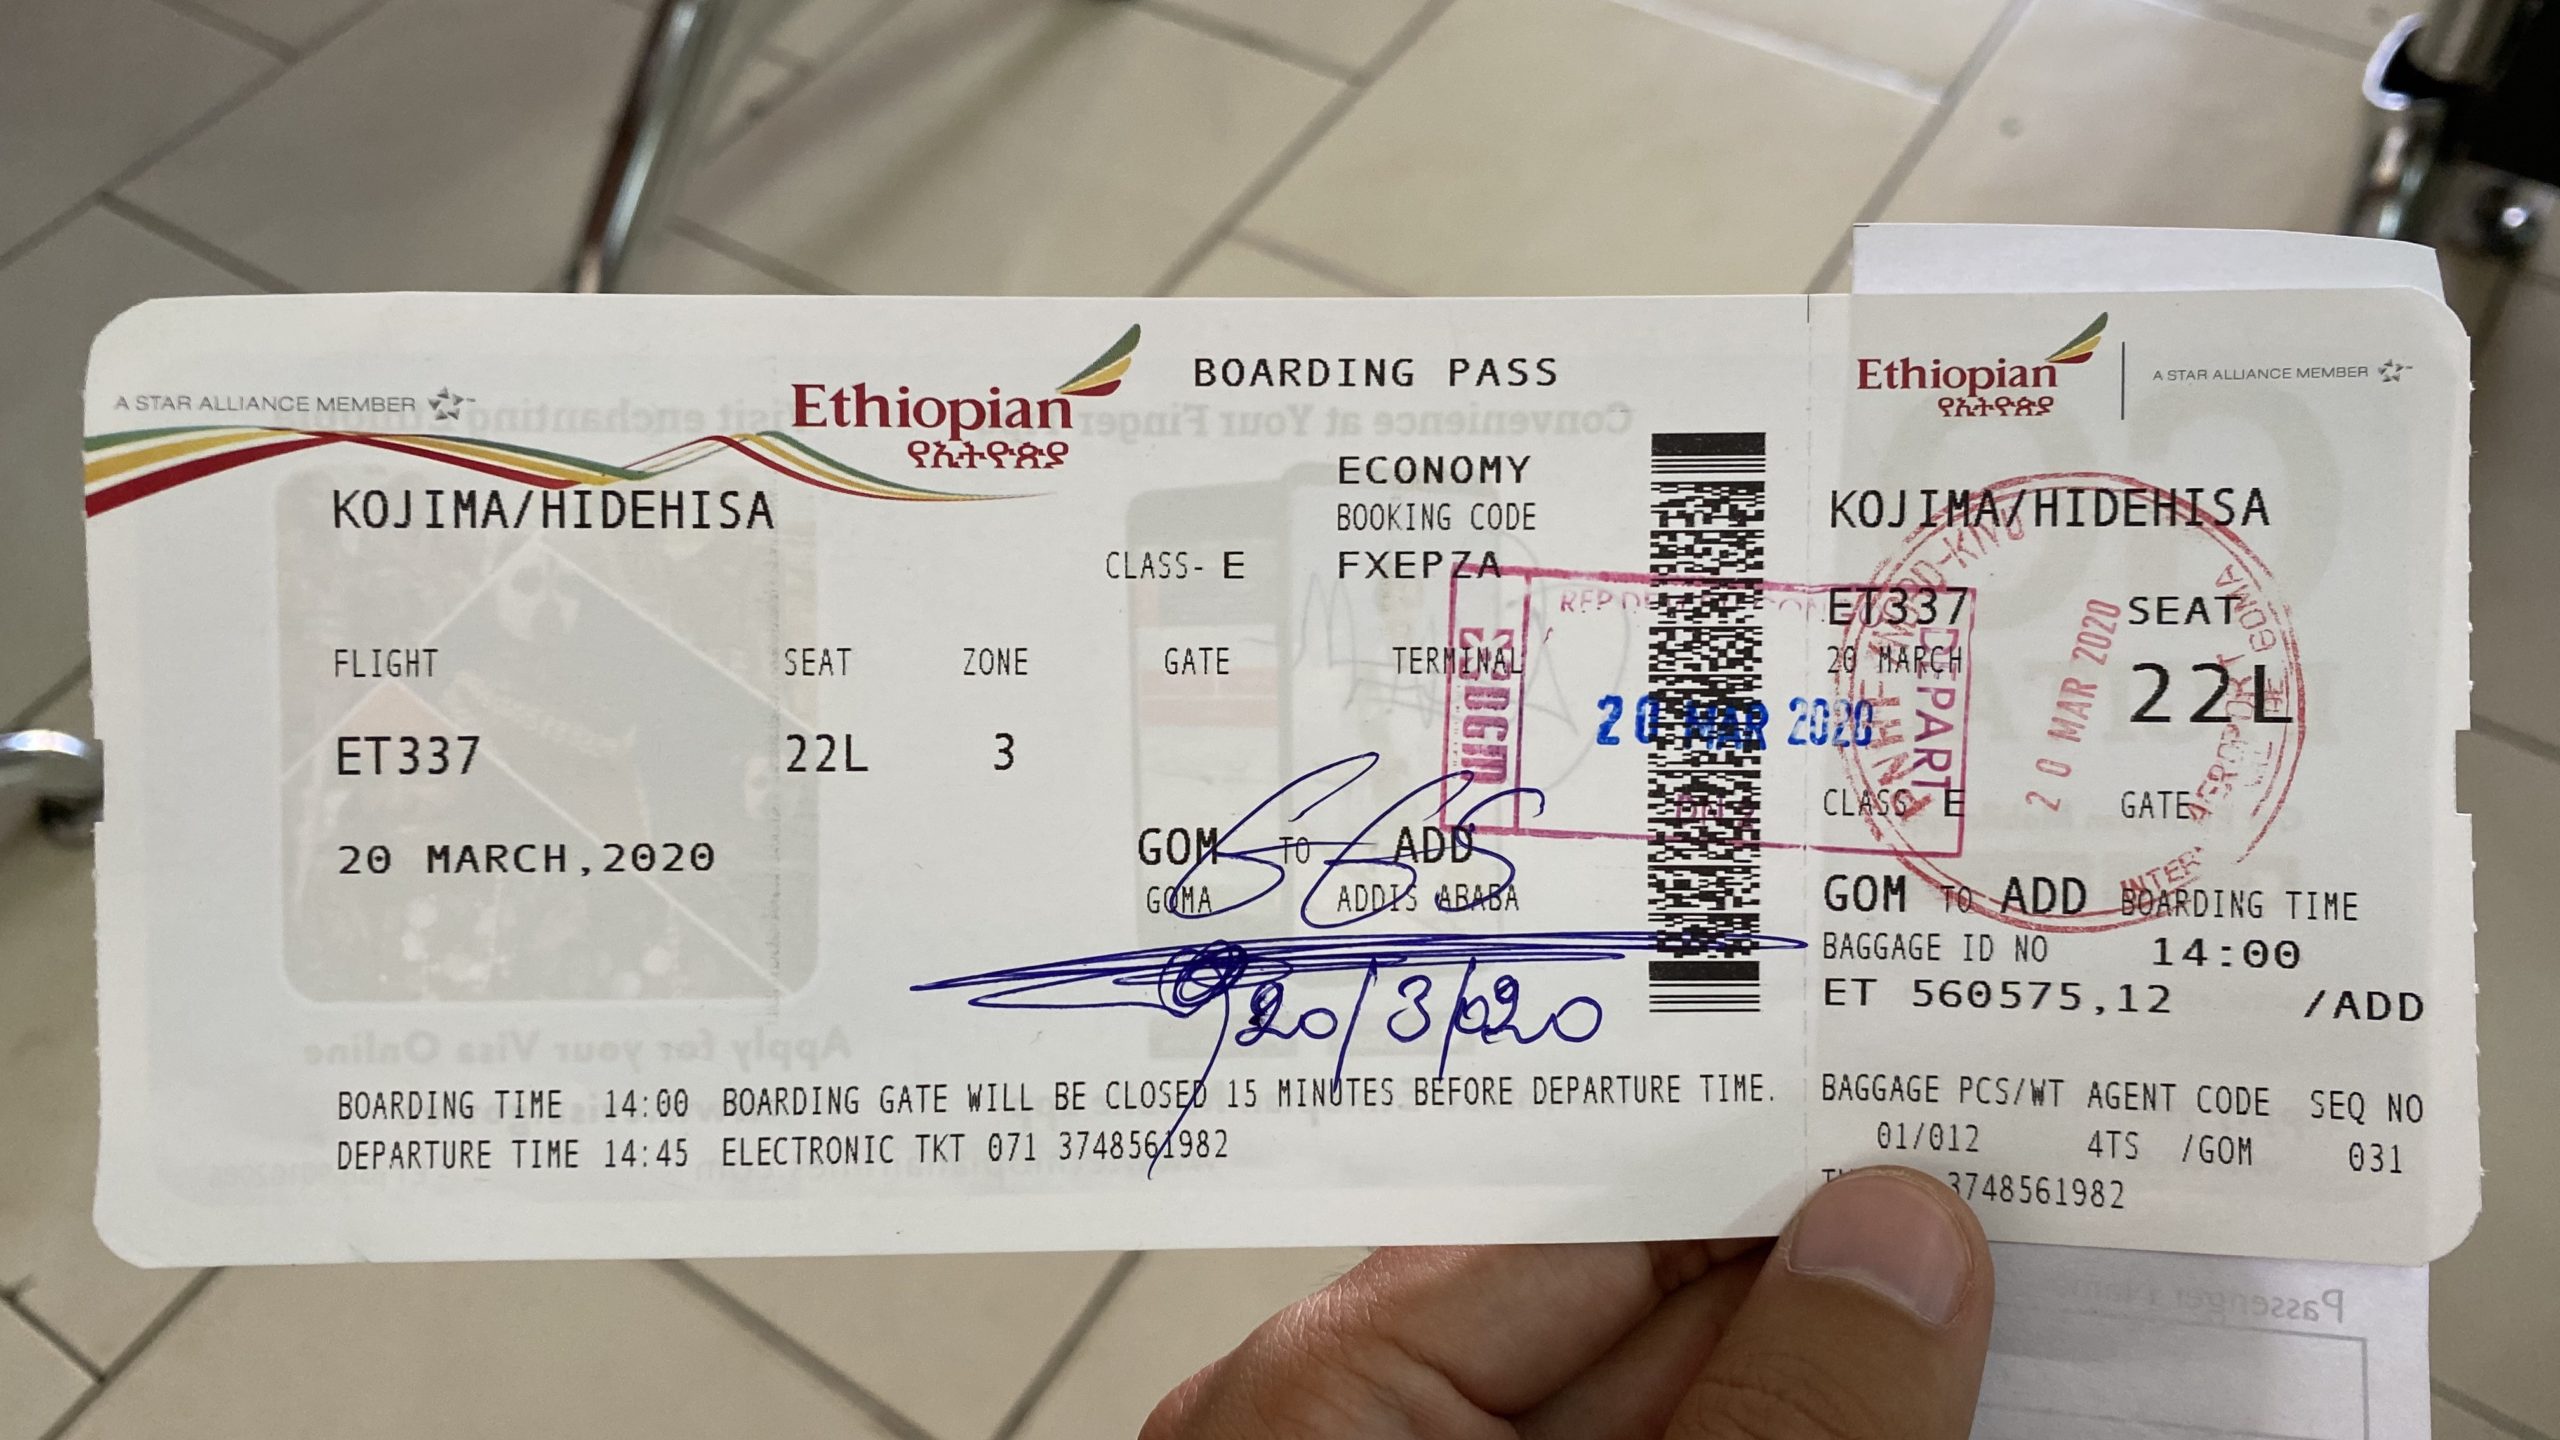 A STAR ALLIANCE MEMBER
Ethiopian
የኢትዮጵያ
BOARDING PASS
KOJIMA/HIDEHISA
ECONOMY
BOOKING CODE
CLASS- E FXEPZA
FLIGHT SEAT ZONE GATE TERMINAL
ET337 22L 3
20 MARCH,2020
GOM TO ADD
GOMA ADDIS ABABA
20 MAR 2020
DGM
20/3/020
BOARDING TIME 14:00 BOARDING GATE WILL BE CLOSED 15 MINUTES BEFORE DEPARTURE TIME.
DEPARTURE TIME 14:45 ELECTRONIC TKT 071 3748561982
Ethiopian
የኢትዮጵያ
A STAR ALLIANCE MEMBER
KOJIMA/HIDEHISA
ET337 SEAT
20 MARCH 22L
DEPART
20 MAR 2020
CLASS E GATE
GOM TO ADD BOARDING TIME
BAGGAGE ID NO 14:00
ET 560575,12 /ADD
BAGGAGE PCS/WT AGENT CODE SEQ NO
01/012 4TS /GOM 031
3748561982
Convenience at Your Finger
Apply for your Visa Online